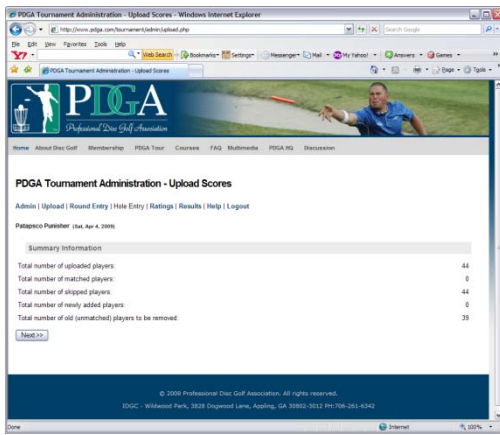 PDGA Tournament Administration - Upload Scores - Windows Internet Explorer
http://www.pdga.com/tournament/admin/upload.php
Search Google
File Edit View Favorites Tools Help
Web Search Bookmarks Settings Messenger Mail My Yahoo! Answers Games
PDGA Tournament Administration - Upload Scores
Page Tools
PDGA
Professional Disc Golf Association
Home About Disc Golf Membership PDGA Tour Courses FAQ Multimedia PDGA HQ Discussion
PDGA Tournament Administration - Upload Scores
Admin | Upload | Round Entry | Hole Entry | Ratings | Results | Help | Logout
Patapsco Punisher (Sat, Apr 4, 2009)
Summary Information
Total number of uploaded players: 44
Total number of matched players: 0
Total number of skipped players: 44
Total number of newly added players: 0
Total number of old (unmatched) players to be removed: 39
Next >>
© 2008 Professional Disc Golf Association. All rights reserved.
IDGC - Wildwood Park, 3828 Dogwood Lane, Appling, GA 30802-3012 PH:706-261-6342
Done Internet 100%